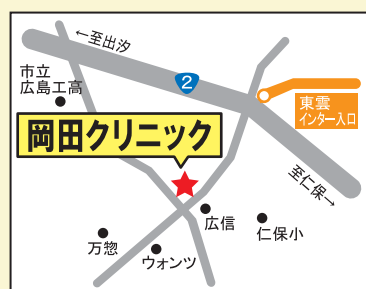 ←至出汐
市立
広島工高
2
東雲
インター入口
岡田クリニック
至仁保→
広信
仁保小
万惣
ウォンツ